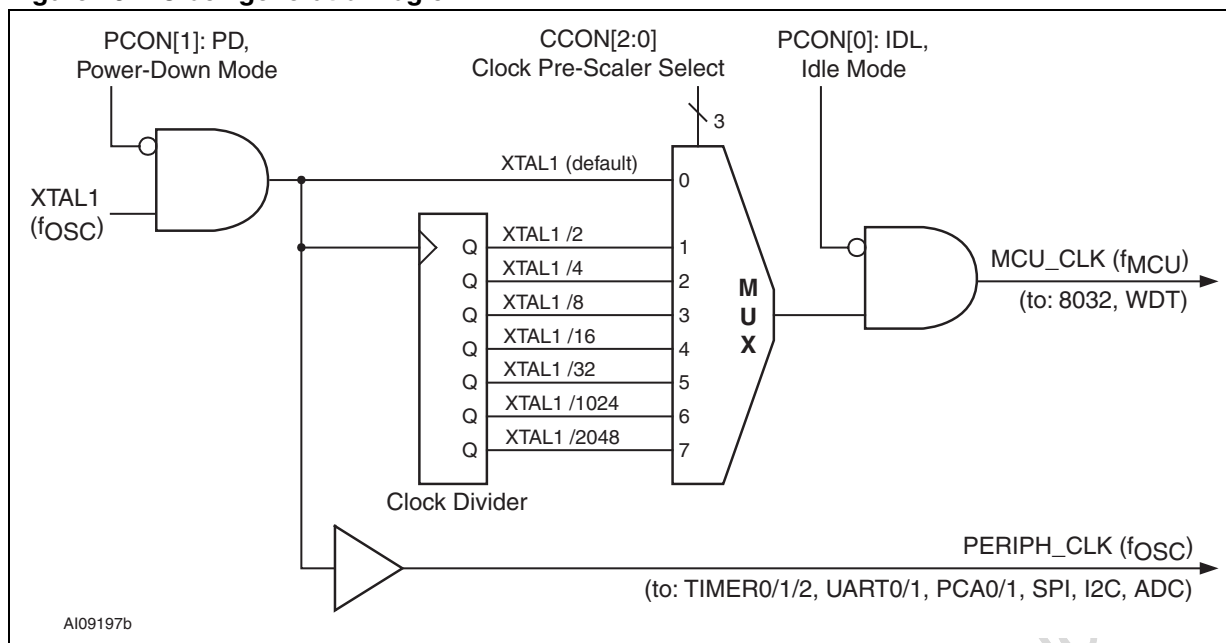 PCON[1]: PD,
Power-Down Mode
CCON[2:0]
Clock Pre-Scaler Select
PCON[0]: IDL,
Idle Mode
3
XTAL1 (default)
0
XTAL1
(fOSC)
Q XTAL1 /2 1
Q XTAL1 /4 2
Q XTAL1 /8 3
Q XTAL1 /16 4
Q XTAL1 /32 5
Q XTAL1 /1024 6
Q XTAL1 /2048 7
M
U
X
MCU_CLK (fMCU)
(to: 8032, WDT)
Clock Divider
PERIPH_CLK (fOSC)
(to: TIMER0/1/2, UART0/1, PCA0/1, SPI, I2C, ADC)
AI09197b